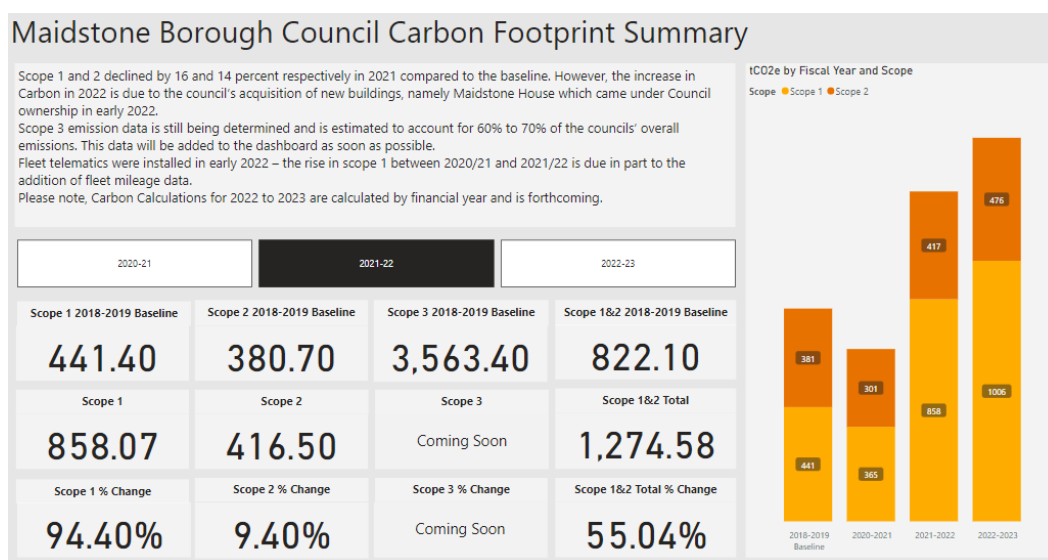 Maidstone Borough Council Carbon Footprint Summary
Scope 1 and 2 declined by 16 and 14 percent respectively in 2021 compared to the baseline. However, the increase in
Carbon in 2022 is due to the council's acquisition of new buildings, namely Maidstone House which came under Council
ownership in early 2022.
Scope 3 emission data is still being determined and is estimated to account for 60% to 70% of the councils' overall
emissions. This data will be added to the dashboard as soon as possible.
Fleet telematics were installed in early 2022 – the rise in scope 1 between 2020/21 and 2021/22 is due in part to the
addition of fleet mileage data.
Please note, Carbon Calculations for 2022 to 2023 are calculated by financial year and is forthcoming.
2020-21
2021-22
2022-23
Scope 1 2018-2019 Baseline
441.40
Scope 2 2018-2019 Baseline
380.70
Scope 3 2018-2019 Baseline
3,563.40
Scope 1&2 2018-2019 Baseline
822.10
Scope 1
858.07
Scope 2
416.50
Scope 3
Coming Soon
Scope 1&2 Total
1,274.58
Scope 1 % Change
94.40%
Scope 2 % Change
9.40%
Scope 3 % Change
Coming Soon
Scope 1&2 Total % Change
55.04%
tCO2e by Fiscal Year and Scope
Scope Scope 1 Scope 2
381
441
301
365
417
858
476
1006
2018-2019
Baseline
2020-2021
2021-2022
2022-2023